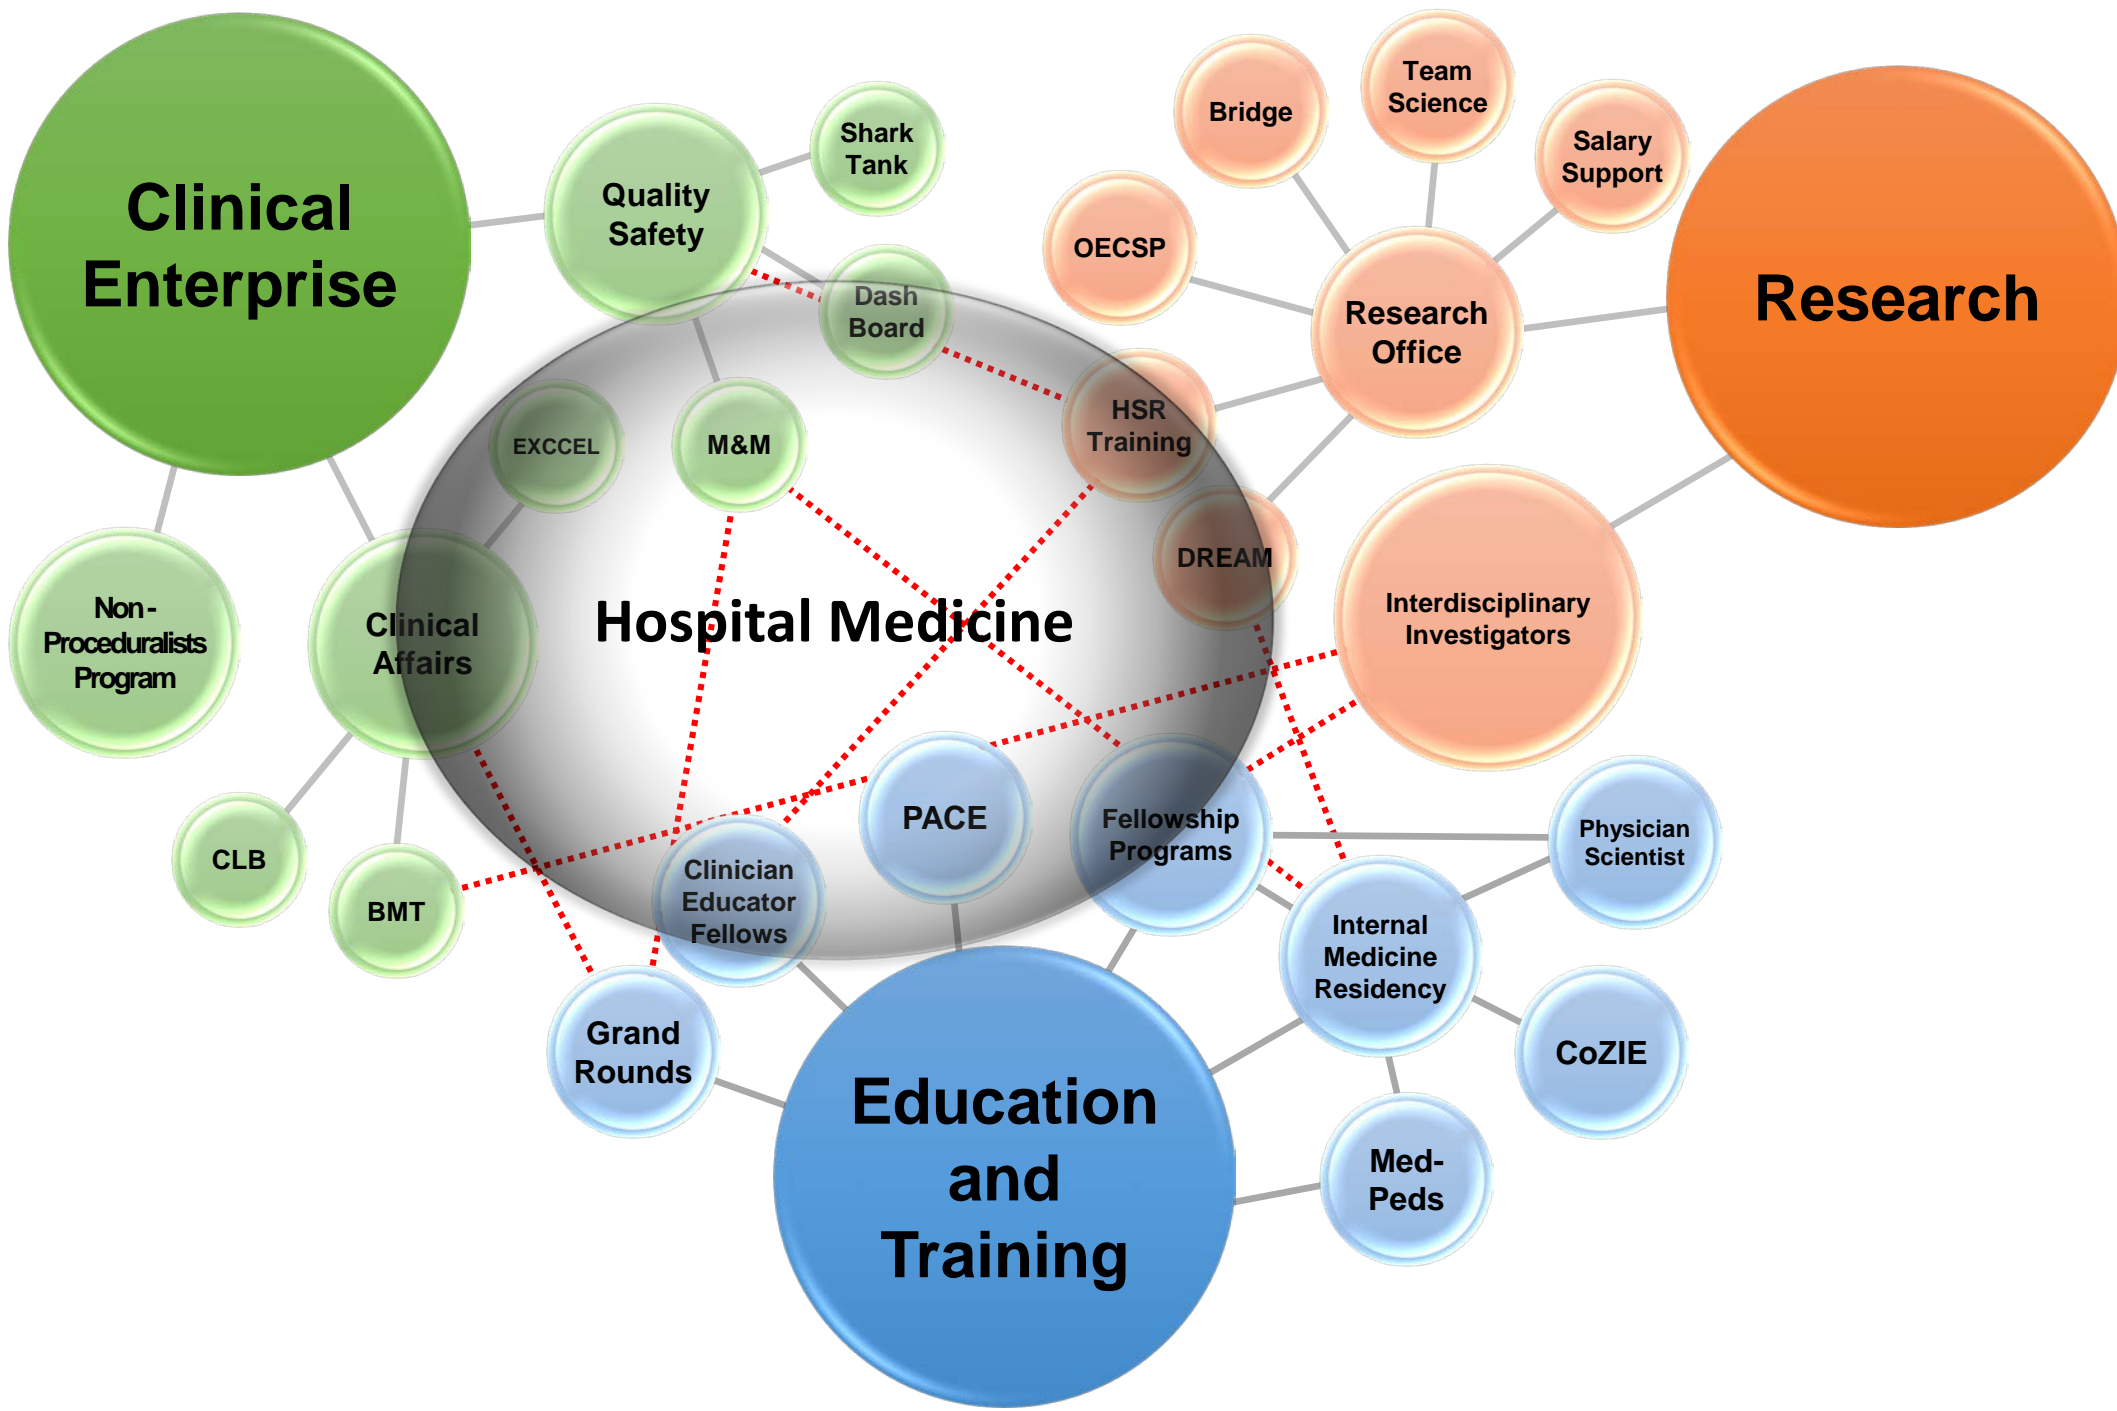 Clinical
Enterprise
Quality
Safety
Shark
Tank
Dash
Board
EXCCEL
M&M
Non -
Proceduralists
Program
Clinical
Affairs
CLB
BMT
Hospital Medicine
Bridge
Team
Science
Salary
Support
OECSP
Research
Office
Research
HSR
Training
DREAM
Interdisciplinary
Investigators
PACE
Fellowship
Programs
Physician
Scientist
Clinician
Educator
Fellows
Internal
Medicine
Residency
Grand
Rounds
CoZIE
Education
and
Training
Med-
Peds